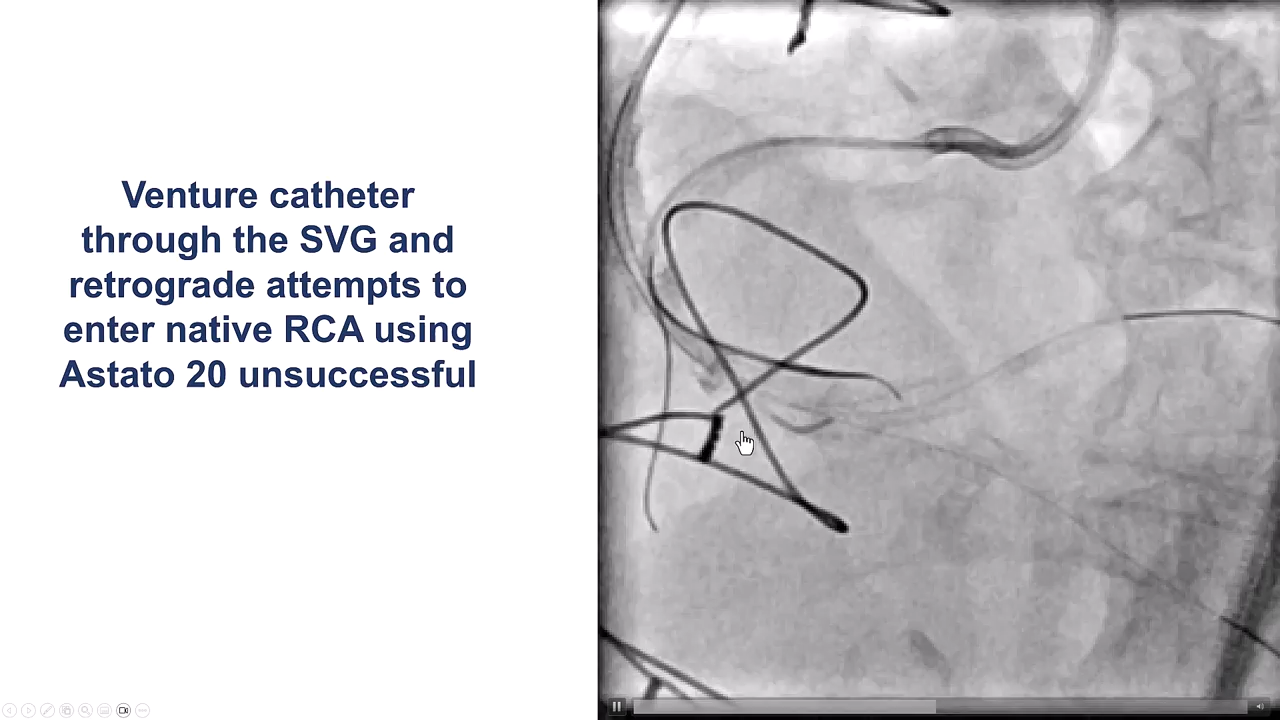 Venture catheter
through the SVG and
retrograde attempts to
enter native RCA using
Astato 20 unsuccessful